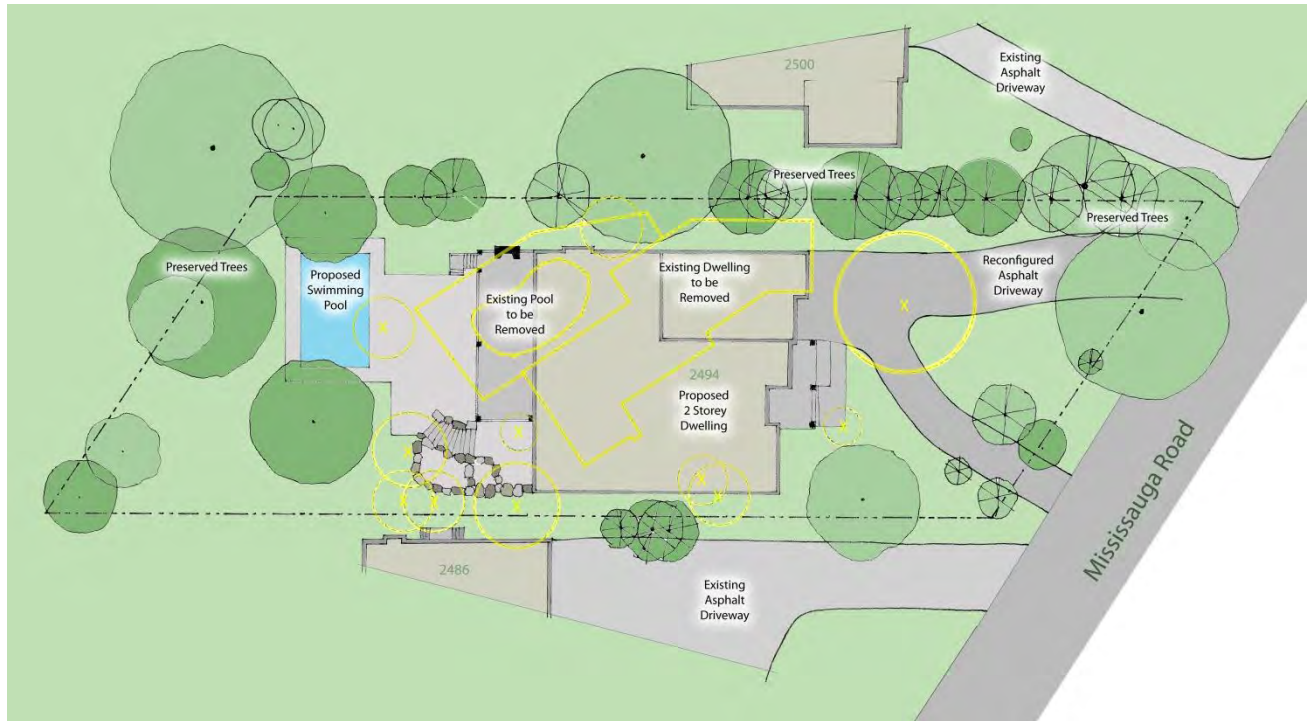 2500
Existing
Asphalt
Driveway
Preserved Trees
Preserved Trees
Preserved Trees
Proposed
Swimming
Pool
Existing Pool
to be
Removed
Existing Dwelling
to be
Removed
Reconfigured
Asphalt
Driveway
X
X
2494
Proposed
2 Storey
Dwelling
X
X
X
X
X
X
X
X
2486
Existing
Asphalt
Driveway
Mississauga Road